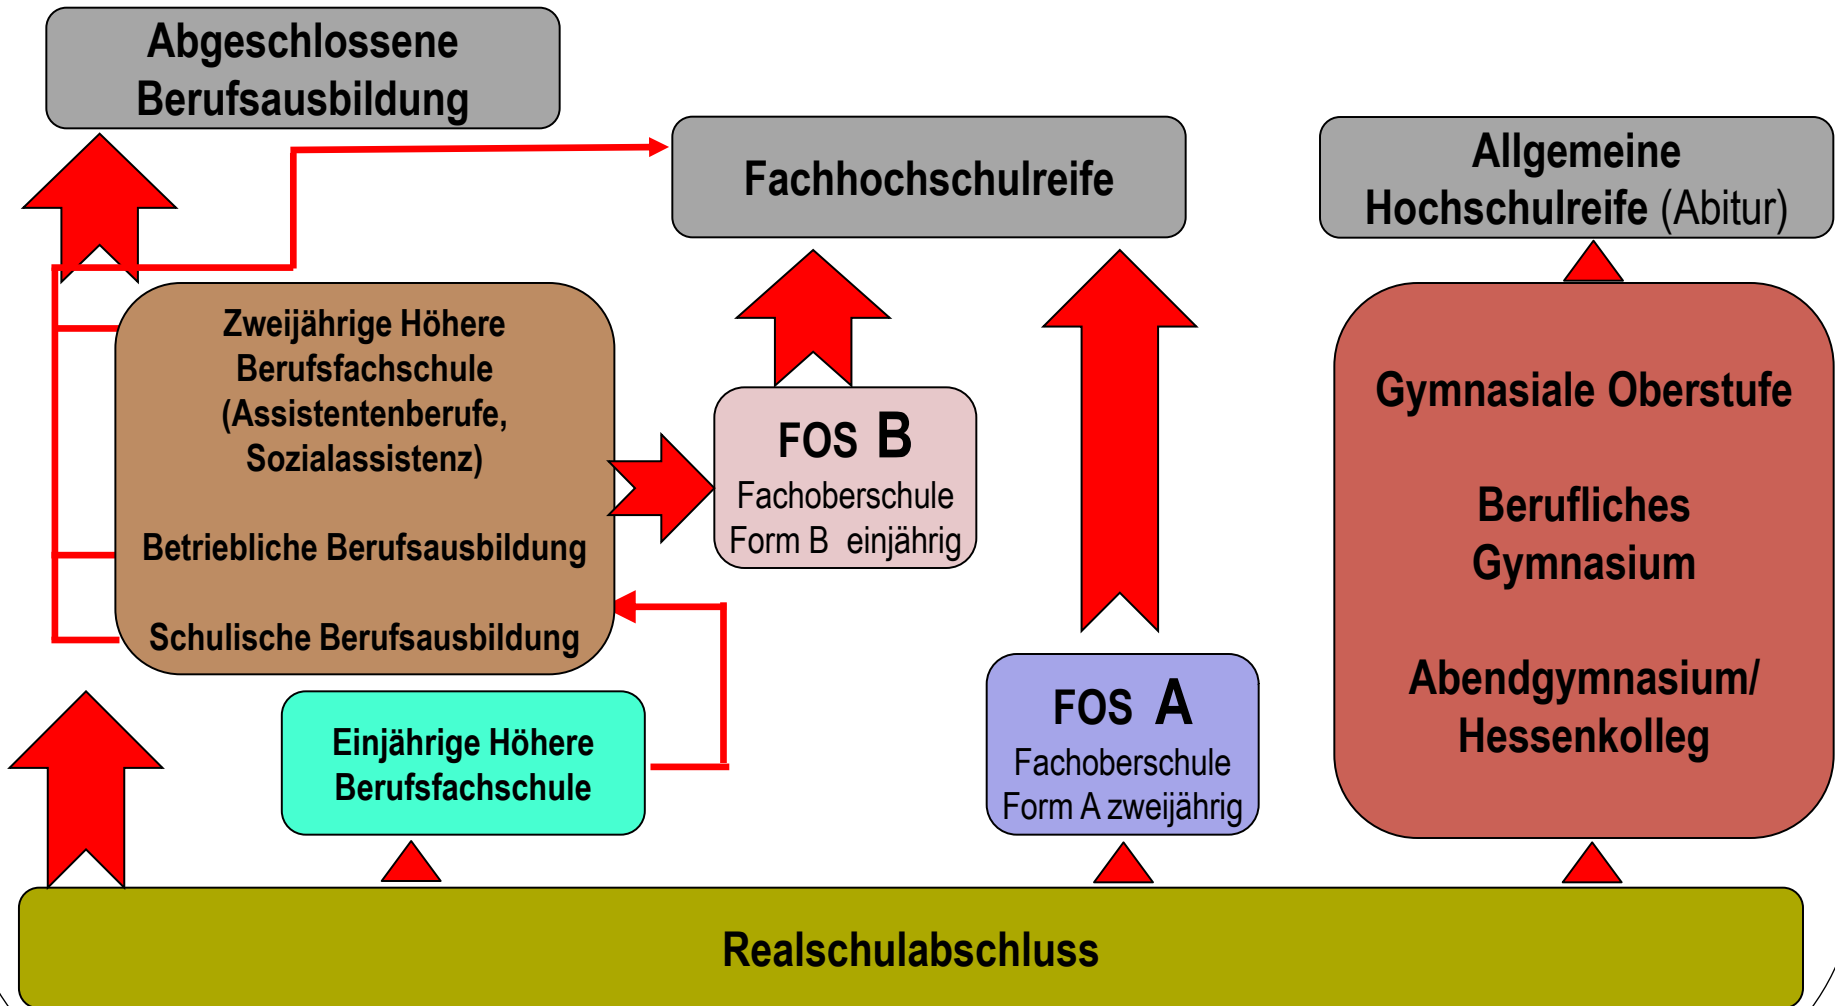 Abgeschlossene
Berufsausbildung
Fachhochschulreife
Allgemeine
Hochschulreife (Abitur)
Zweijährige Höhere
Berufsfachschule
(Assistentenberufe,
Sozialassistenz)
Betriebliche Berufsausbildung
Schulische Berufsausbildung
FOS B
Fachoberschule
Form B einjährig
Gymnasiale Oberstufe
Berufliches
Gymnasium
Abendgymnasium/
Hessenkolleg
Einjährige Höhere
Berufsfachschule
FOS A
Fachoberschule
Form A zweijährig
Realschulabschluss